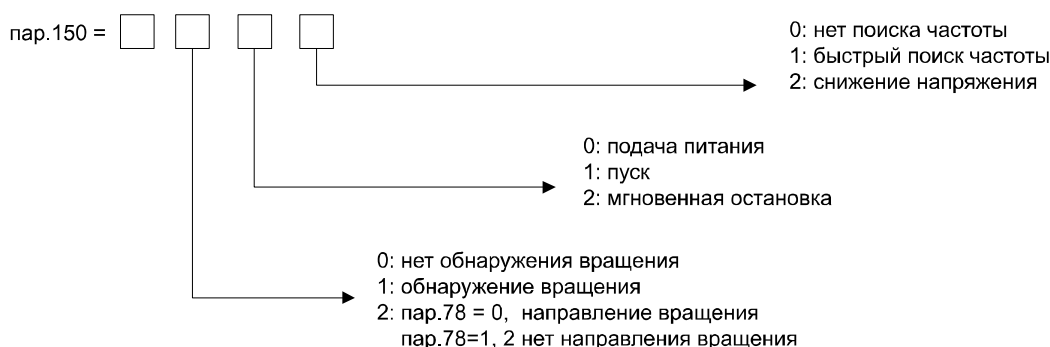 пар.150 =
0: нет поиска частоты
1: быстрый поиск частоты
2: снижение напряжения
0: подача питания
1: пуск
2: мгновенная остановка
0: нет обнаружения вращения
1: обнаружение вращения
2: пар.78 = 0, направление вращения
пар.78=1, 2 нет направления вращения